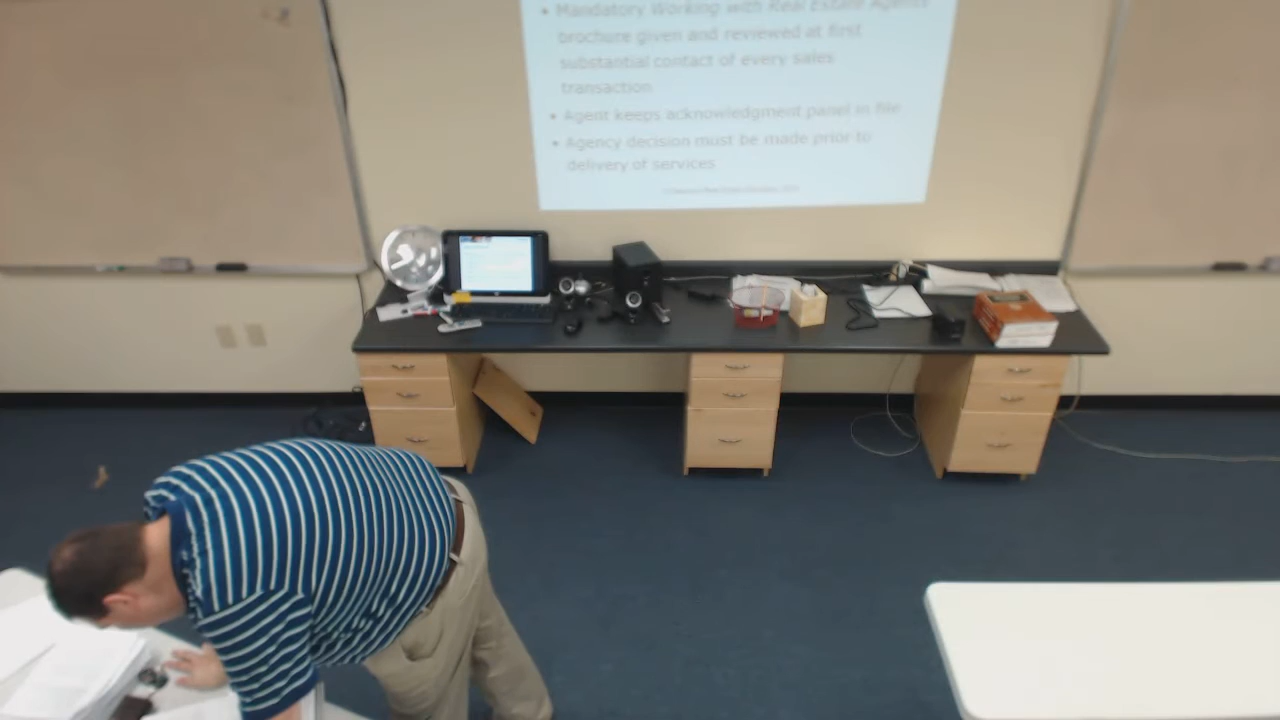 • Mandatory Working with Real Estate Agents
brochure given and reviewed at first
substantial contact of every sales
transaction
• Agent keeps acknowledgment panel in file
• Agency decision must be made prior to
delivery of services